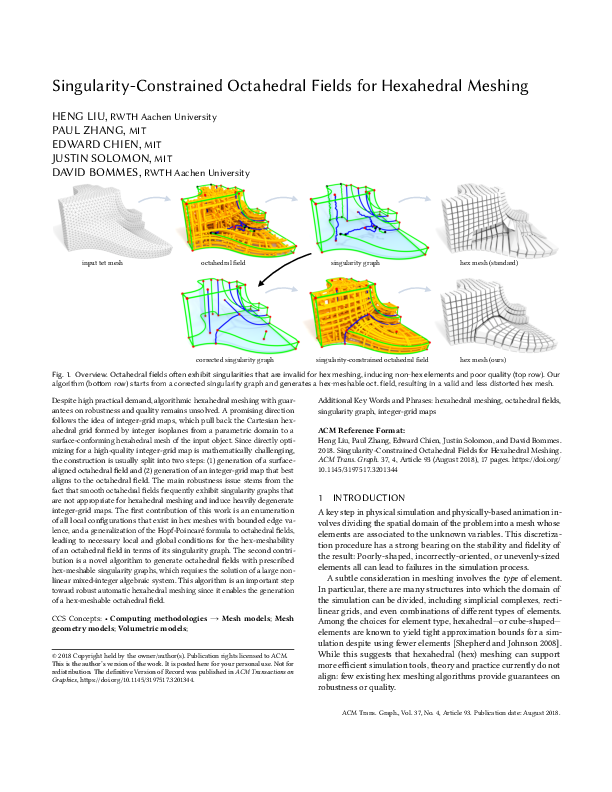 Singularity-Constrained Octahedral Fields for Hexahedral Meshing
HENG LIU, RWTH Aachen University
PAUL ZHANG, MIT
EDWARD CHIEN, MIT
JUSTIN SOLOMON, MIT
DAVID BOMMES, RWTH Aachen University
input tet mesh
octahedral field
singularity graph
hex mesh (standard)
corrected singularity graph
singularity-constrained octahedral field
hex mesh (ours)
Fig. 1. Overview. Octahedral fields often exhibit singularities that are invalid for hex meshing, inducing non-hex elements and poor quality (top row). Our
algorithm (bottom row) starts from a corrected singularity graph and generates a hex-meshable oct. field, resulting in a valid and less distorted hex mesh.
Despite high practical demand, algorithmic hexahedral meshing with guar-
antees on robustness and quality remains unsolved. A promising direction
follows the idea of integer-grid maps, which pull back the Cartesian hex-
ahedral grid formed by integer isoplanes from a parametric domain to a
surface-conforming hexahedral mesh of the input object. Since directly opti-
mizing for a high-quality integer-grid map is mathematically challenging,
the construction is usually split into two steps: (1) generation of a surface-
aligned octahedral field and (2) generation of an integer-grid map that best
aligns to the octahedral field. The main robustness issue stems from the
fact that smooth octahedral fields frequently exhibit singularity graphs that
are not appropriate for hexahedral meshing and induce heavily degenerate
integer-grid maps. The first contribution of this work is an enumeration
of all local configurations that exist in hex meshes with bounded edge va-
lence, and a generalization of the Hopf-Poincaré formula to octahedral fields,
leading to necessary local and global conditions for the hex-meshability
of an octahedral field in terms of its singularity graph. The second contri-
bution is a novel algorithm to generate octahedral fields with prescribed
hex-meshable singularity graphs, which requires the solution of a large non-
linear mixed-integer algebraic system. This algorithm is an important step
toward robust automatic hexahedral meshing since it enables the generation
of a hex-meshable octahedral field.
CCS Concepts: • Computing methodologies → Mesh models; Mesh
geometry models; Volumetric models;
© 2018 Copyright held by the owner/author(s). Publication rights licensed to ACM.
This is the author's version of the work. It is posted here for your personal use. Not for
redistribution. The definitive Version of Record was published in ACM Transactions on
Graphics, https://doi.org/10.1145/3197517.3201344.
Additional Key Words and Phrases: hexahedral meshing, octahedral fields,
singularity graph, integer-grid maps
ACM Reference Format:
Heng Liu, Paul Zhang, Edward Chien, Justin Solomon, and David Bommes.
2018. Singularity-Constrained Octahedral Fields for Hexahedral Meshing.
ACM Trans. Graph. 37, 4, Article 93 (August 2018), 17 pages. https://doi.org/
10.1145/3197517.3201344
1 INTRODUCTION
A key step in physical simulation and physically-based animation in-
volves dividing the spatial domain of the problem into a mesh whose
elements are associated to the unknown variables. This discretiza-
tion procedure has a strong bearing on the stability and fidelity of
the result: Poorly-shaped, incorrectly-oriented, or unevenly-sized
elements all can lead to failures in the simulation process.
A subtle consideration in meshing involves the type of element.
In particular, there are many structures into which the domain of
the simulation can be divided, including simplicial complexes, recti-
linear grids, and even combinations of different types of elements.
Among the choices for element type, hexahedral—or cube-shaped—
elements are known to yield tight approximation bounds for a sim-
ulation despite using fewer elements [Shepherd and Johnson 2008].
While this suggests that hexahedral (hex) meshing can support
more efficient simulation tools, theory and practice currently do not
align: few existing hex meshing algorithms provide guarantees on
robustness or quality.
ACM Trans. Graph., Vol. 37, No. 4, Article 93. Publication date: August 2018.